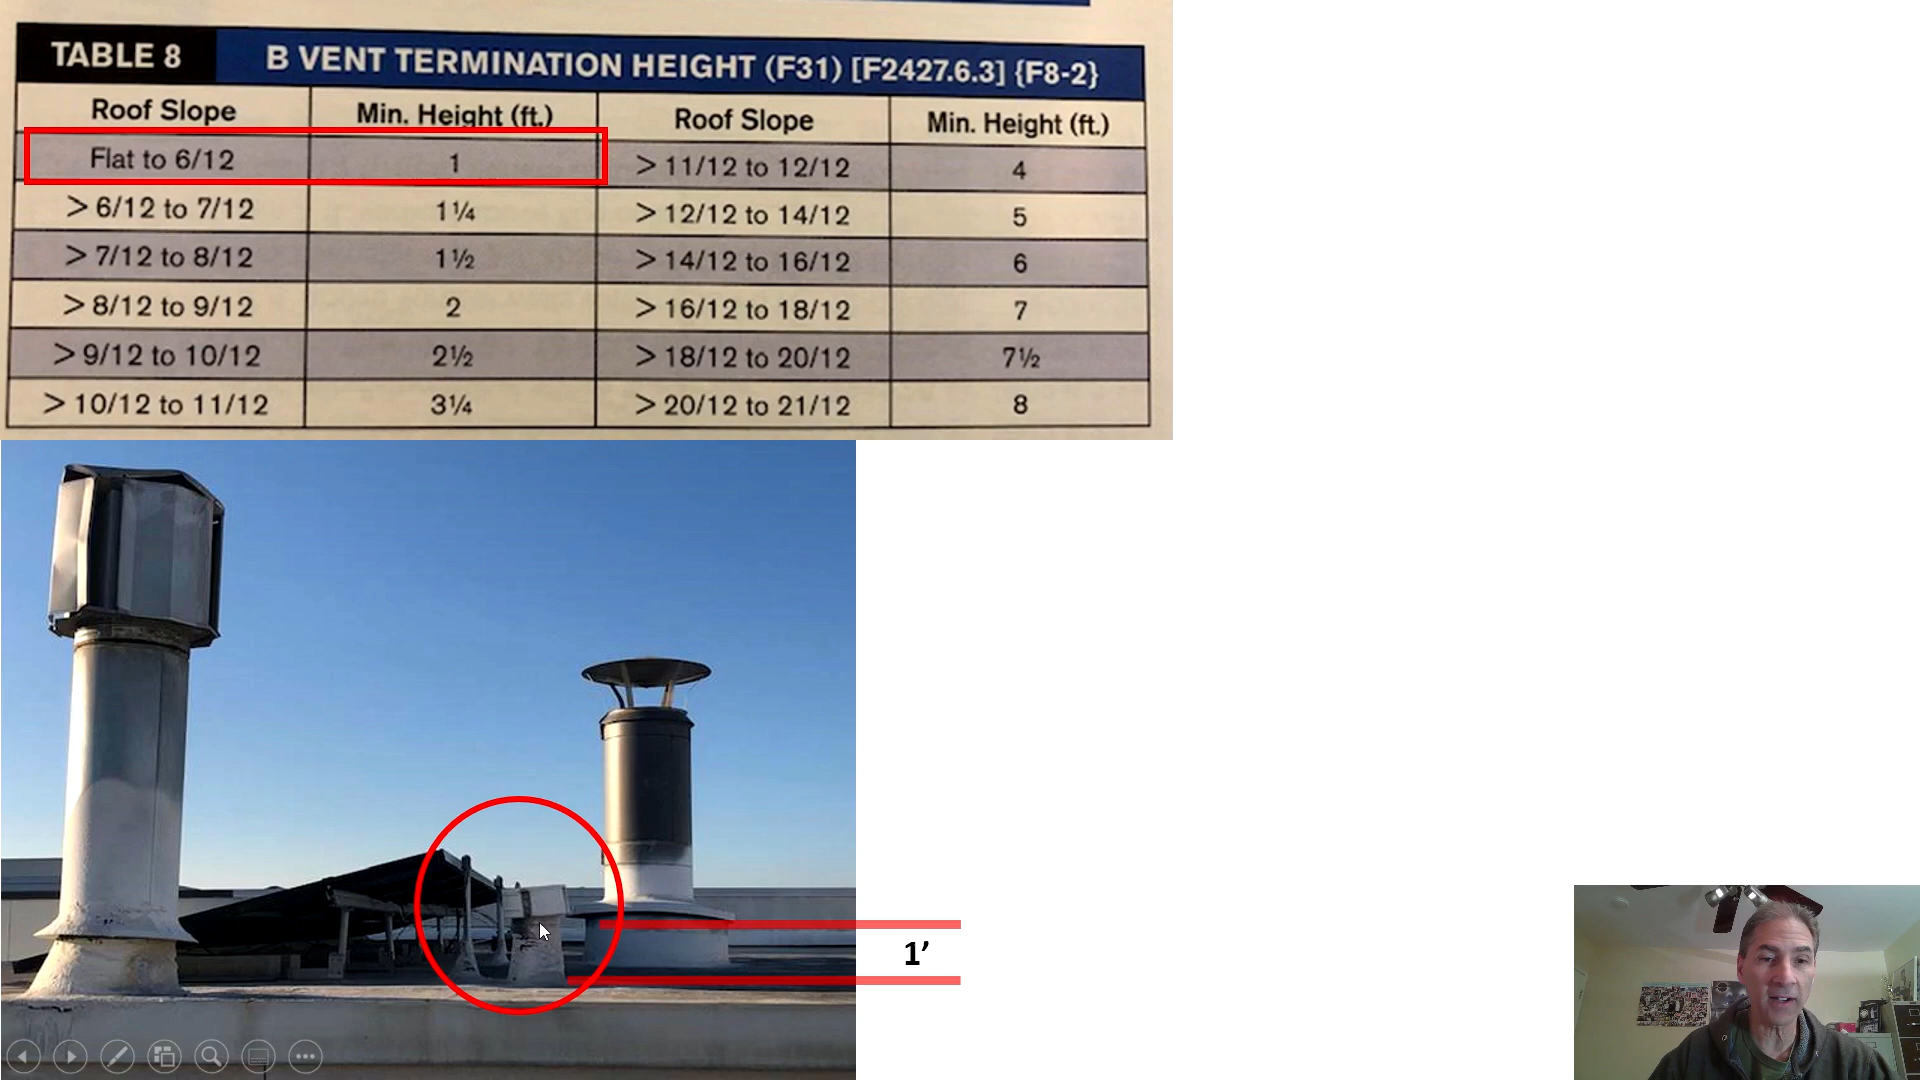 TABLE 8 B VENT TERMINATION HEIGHT (F31) [F2427.6.3] {F8-2}
Roof Slope Min. Height (ft.) Roof Slope Min. Height (ft.)
Flat to 6/12 1 > 11/12 to 12/12 4
> 6/12 to 7/12 1¼ > 12/12 to 14/12 5
> 7/12 to 8/12 1½ > 14/12 to 16/12 6
> 8/12 to 9/12 2 > 16/12 to 18/12 7
> 9/12 to 10/12 2½ > 18/12 to 20/12 7½
> 10/12 to 11/12 3¼ > 20/12 to 21/12 8
1’